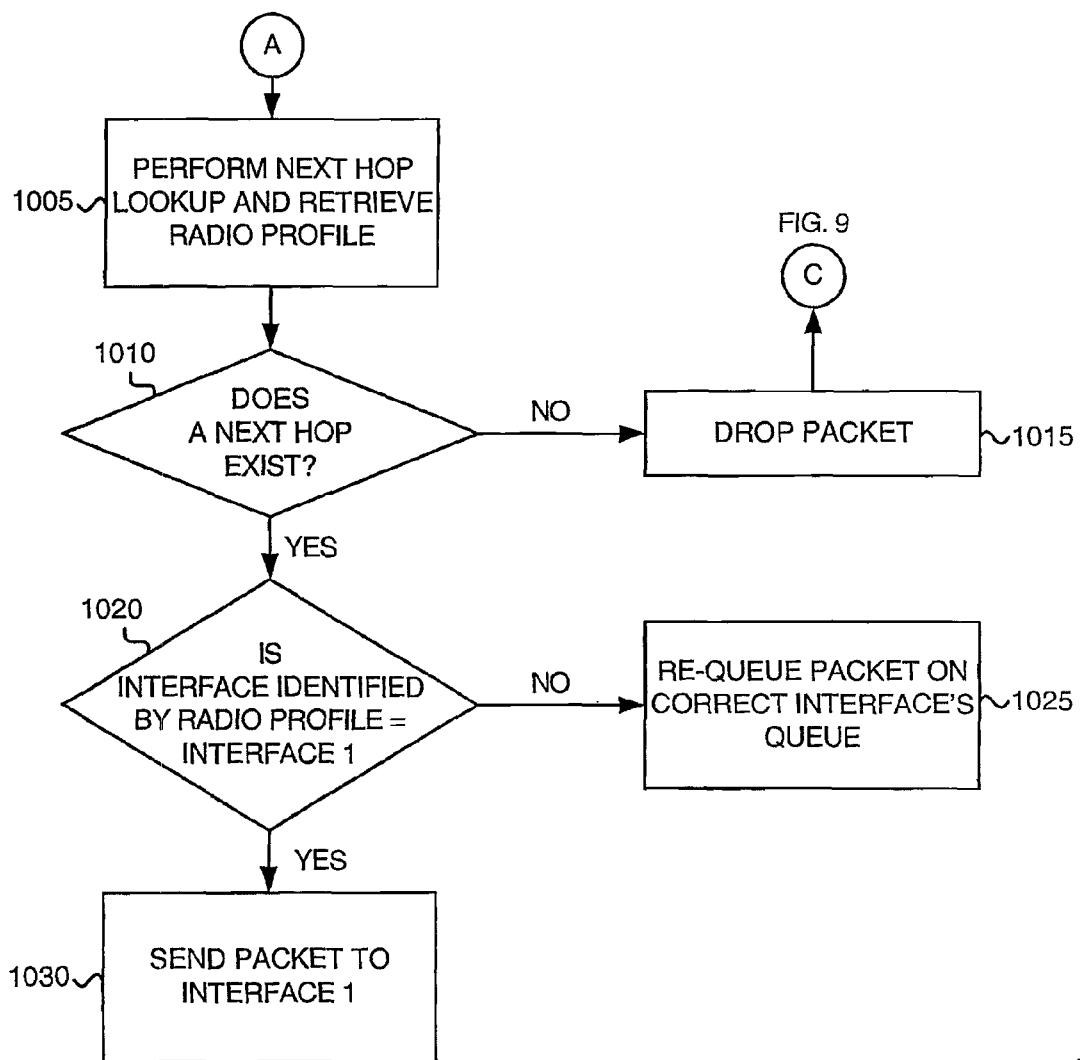 A
PERFORM NEXT HOP
LOOKUP AND RETRIEVE
RADIO PROFILE
1005
FIG. 9
C
1010
DOES
A NEXT HOP
EXIST?
NO
DROP PACKET
1015
YES
1020
IS
INTERFACE IDENTIFIED
BY RADIO PROFILE =
INTERFACE 1
NO
RE-QUEUE PACKET ON
CORRECT INTERFACE'S
QUEUE
1025
YES
SEND PACKET TO
INTERFACE 1
1030